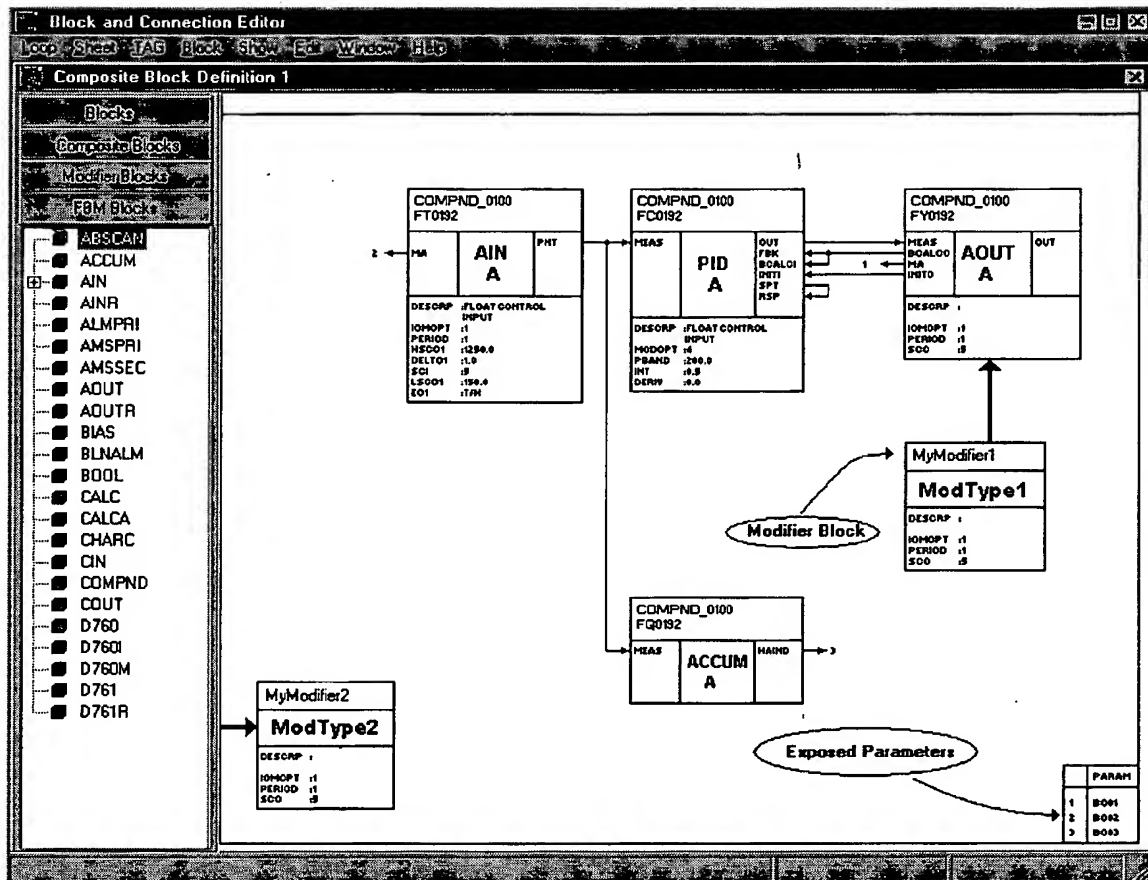 Block and Connection Editor
Loop Sheet TAG Block Show Edit Window Help
Composite Block Definition 1
Blocks
Composite Blocks
Modifier Blocks
FBM Blocks
ABSCAN
ACCUM
AIN
AINR
ALMPRI
AMSPRI
AMSSEC
AOUT
AOUTR
BIAS
BLNALM
BOOL
CALC
CALCA
CHARC
CIN
COMPND
COUT
D760
D760I
D760M
D761
D761R
COMPND_0100
FT0192
2
MA
AIN
A
PNT
DESCRP :FLOAT CONTROL
INPUT
IOMOPT :1
PERIOD :1
HSCO1 :1250.0
DELTO1 :1.0
SCI :5
LSCO1 :150.0
EO1 :T/H
COMPND_0100
FC0192
MEAS
PID
A
OUT
FBK
BCALCI
INITI
SPT
RSP
DESCRP :FLOAT CONTROL
INPUT
MODOPT :4
PBAND :200.0
INT :0.5
DERIV :0.0
COMPND_0100
FY0192
1
MEAS
BCALCO
MA
INITO
AOUT
A
OUT
DESCRP :
IOMOPT :1
PERIOD :1
SCO :5
MyModifier1
ModType1
DESCRP :
IOMOPT :1
PERIOD :1
SCO :5
Modifier Block
COMPND_0100
FQ0192
MEAS
ACCUM
A
3
MyModifier2
ModType2
DESCRP :
IOMOPT :1
PERIOD :1
SCO :5
Exposed Parameters
PARAM
1 BO01
2 BO02
3 BO03